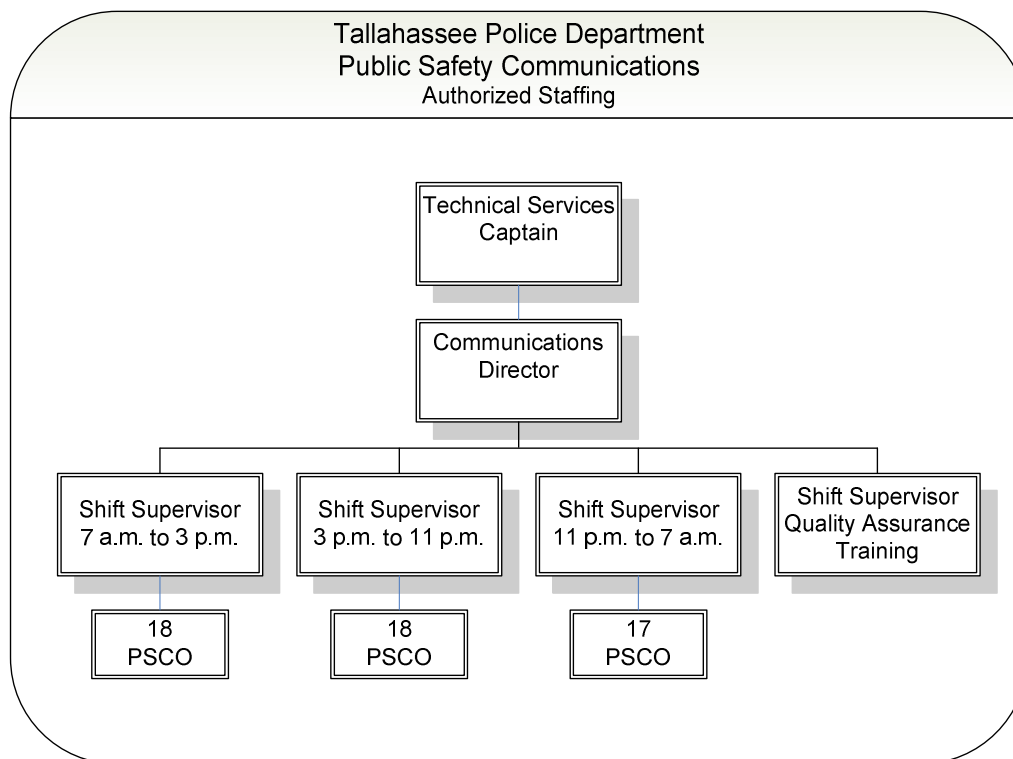 Tallahassee Police Department
Public Safety Communications
Authorized Staffing
Technical Services
Captain
Communications
Director
Shift Supervisor
7 a.m. to 3 p.m.
Shift Supervisor
3 p.m. to 11 p.m.
Shift Supervisor
11 p.m. to 7 a.m.
Shift Supervisor
Quality Assurance
Training
18
PSCO
18
PSCO
17
PSCO